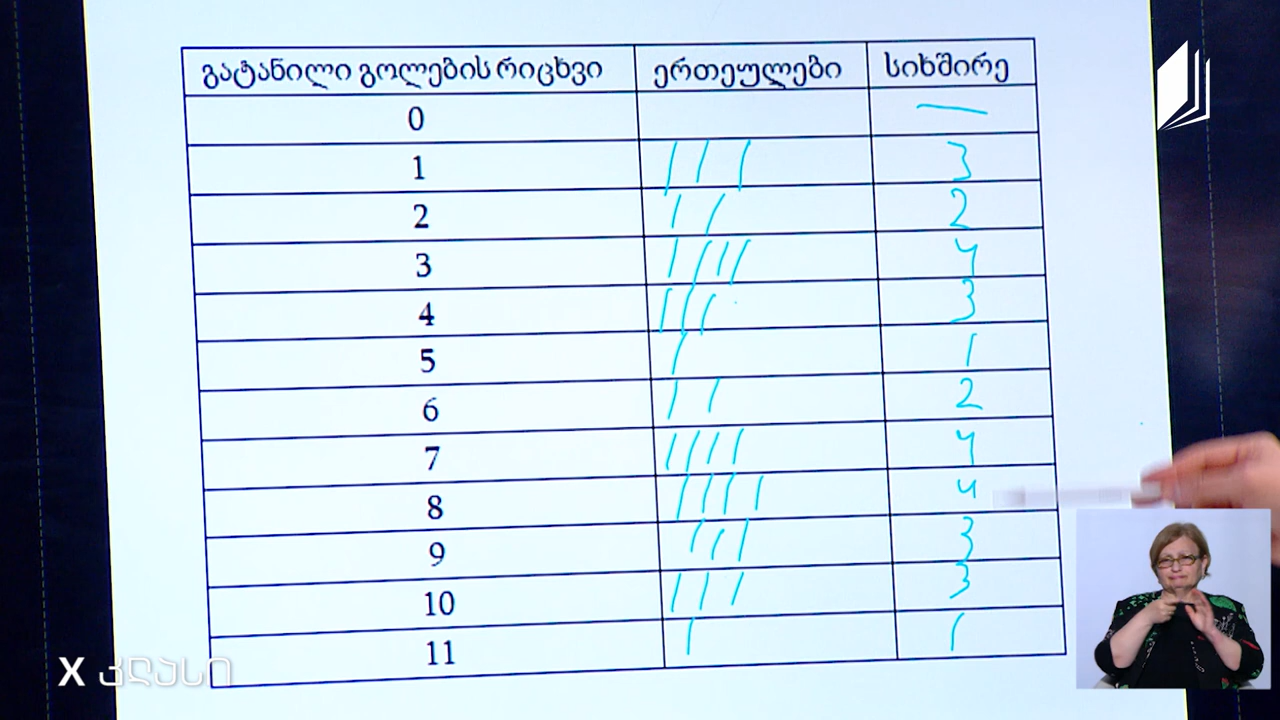 გატანილი გოლების რიცხვი ერთეულები სიხშირე
0 —
1 / / / 3
2 / / 2
3 / / / / 4
4 / / / 3
5 / 1
6 / / 2
7 / / / / 4
8 / / / / 4
9 / / / 3
10 / / / 3
11 / 1
X კლასი